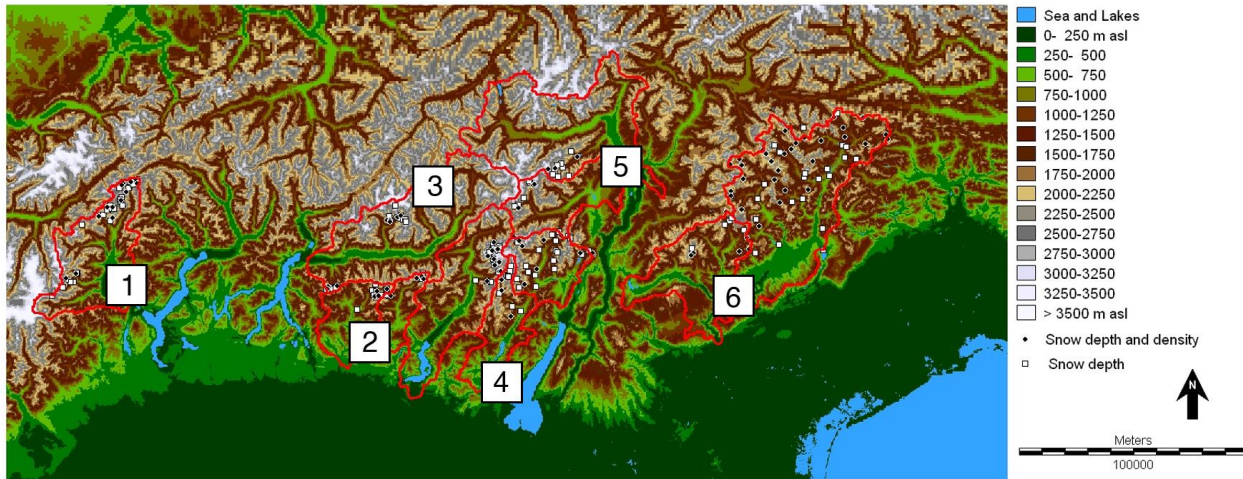 Sea and Lakes
0- 250 m asl
250- 500
500- 750
750-1000
1000-1250
1250-1500
1500-1750
1750-2000
2000-2250
2250-2500
2500-2750
2750-3000
3000-3250
3250-3500
> 3500 m asl
Snow depth and density
Snow depth
N
Meters
100000
1
2
3
4
5
6